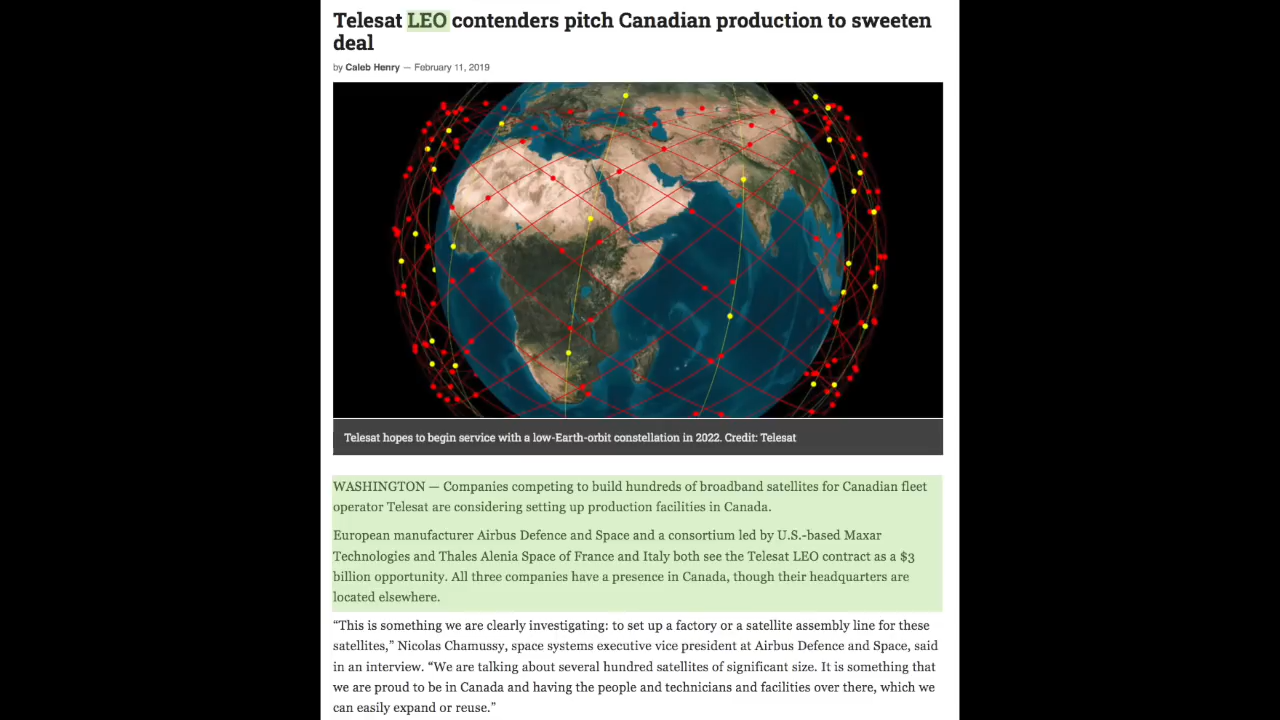 Telesat LEO contenders pitch Canadian production to sweeten
deal
by Caleb Henry — February 11, 2019
Telesat hopes to begin service with a low-Earth-orbit constellation in 2022. Credit: Telesat
WASHINGTON — Companies competing to build hundreds of broadband satellites for Canadian fleet
operator Telesat are considering setting up production facilities in Canada.
European manufacturer Airbus Defence and Space and a consortium led by U.S.-based Maxar
Technologies and Thales Alenia Space of France and Italy both see the Telesat LEO contract as a $3
billion opportunity. All three companies have a presence in Canada, though their headquarters are
located elsewhere.
“This is something we are clearly investigating: to set up a factory or a satellite assembly line for these
satellites,” Nicolas Chamussy, space systems executive vice president at Airbus Defence and Space, said
in an interview. “We are talking about several hundred satellites of significant size. It is something that
we are proud to be in Canada and having the people and technicians and facilities over there, which we
can easily expand or reuse.”